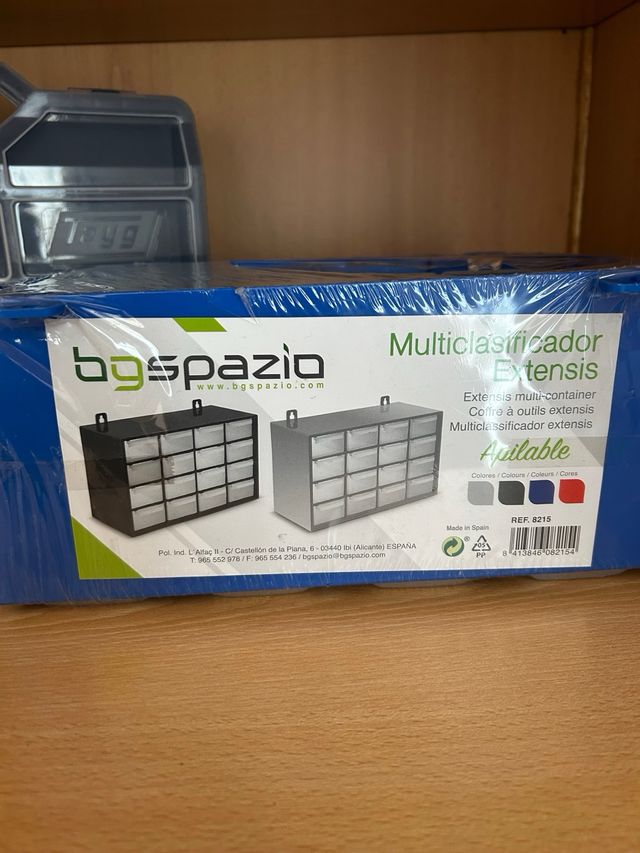 Tayg
bgspazio
www.bgspazio.com
Multiclasificador
Extensis
Extensis multi-container
Coffre à outils extensis
Multiclasificador extensis
Apilable
Colores / Colours / Couleurs / Cores
REF. 8215
Made in Spain
05
PP
8 413846 082154
Pol. Ind. L'Alfaç II - C/ Castellón de la Plana, 6 - 03440 Ibi (Alicante) ESPAÑA
T: 965 552 978 / F: 965 554 236 / bgspazio@bgspazio.com